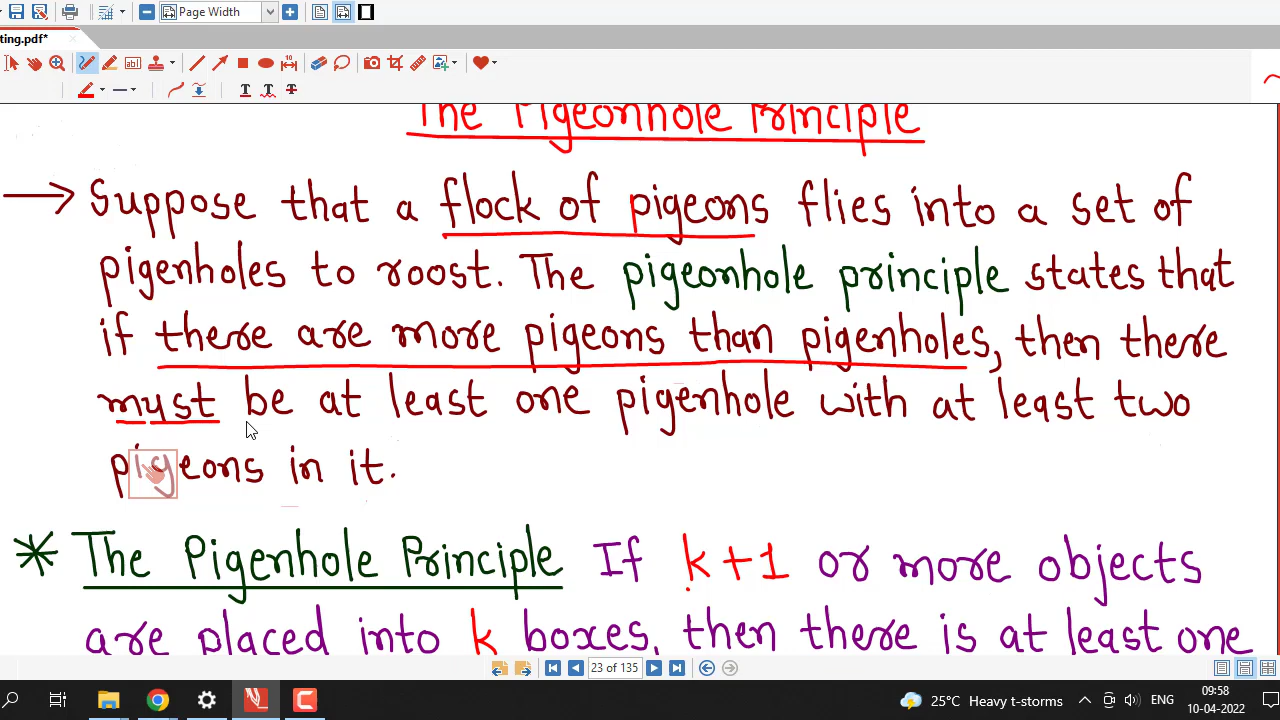 Page Width
ting.pdf*
The Pigeonhole Principle
→ Suppose that a flock of pigeons flies into a set of
pigenholes to roost. The pigeonhole principle states that
if there are more pigeons than pigenholes, then there
must be at least one pigenhole with at least two
pigeons in it.
* The Pigenhole Principle If k+1 or more objects
are placed into k boxes, then there is at least one
23 of 135
25°C Heavy t-storms
ENG
09:58
10-04-2022